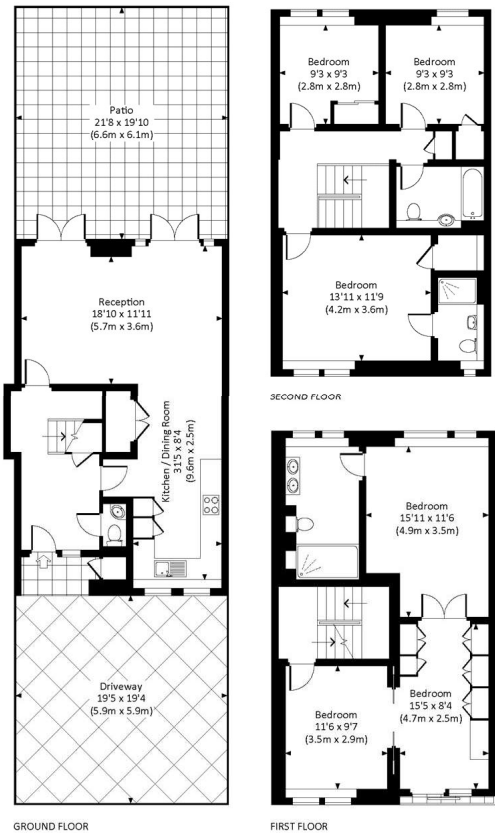 Patio
21'8 x 19'10
(6.6m x 6.1m)
Reception
18'10 x 11'11
(5.7m x 3.6m)
Kitchen / Dining Room
31'5 x 8'4
(9.6m x 2.5m)
Driveway
19'5 x 19'4
(5.9m x 5.9m)
GROUND FLOOR
Bedroom
9'3 x 9'3
(2.8m x 2.8m)
Bedroom
9'3 x 9'3
(2.8m x 2.8m)
Bedroom
13'11 x 11'9
(4.2m x 3.6m)
SECOND FLOOR
Bedroom
15'11 x 11'6
(4.9m x 3.5m)
Bedroom
11'6 x 9'7
(3.5m x 2.9m)
Bedroom
15'5 x 8'4
(4.7m x 2.5m)
FIRST FLOOR